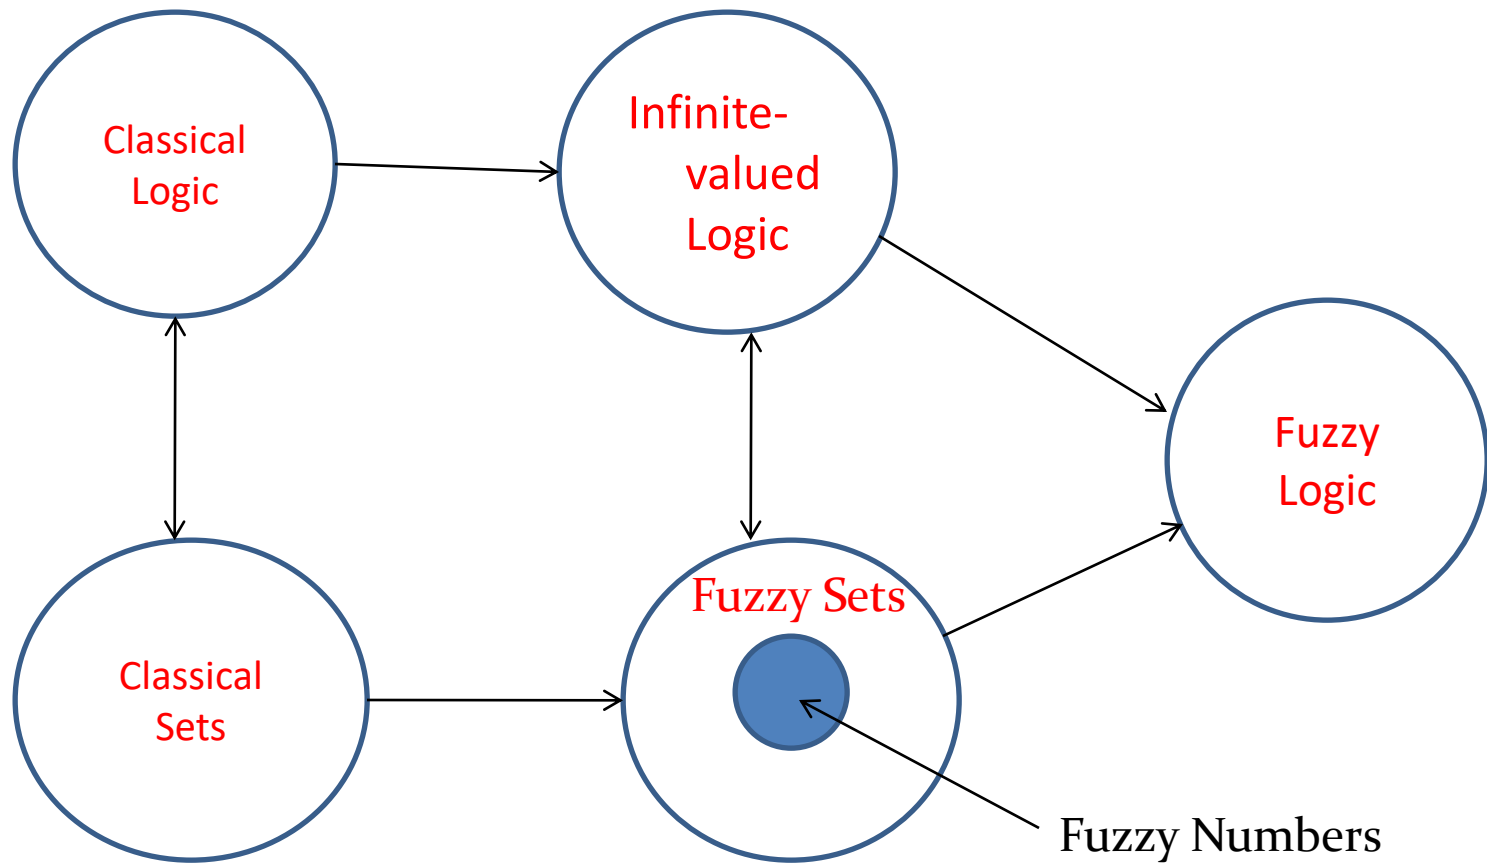 Classical
Logic
Infinite-
valued
Logic
Fuzzy
Logic
Classical
Sets
Fuzzy Sets
Fuzzy Numbers